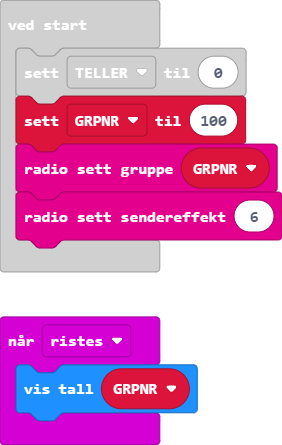 ved start
sett TELLER til 0
sett GRPNR til 100
radio sett gruppe GRPNR
radio sett sendereffekt 6
når ristes
vis tall GRPNR